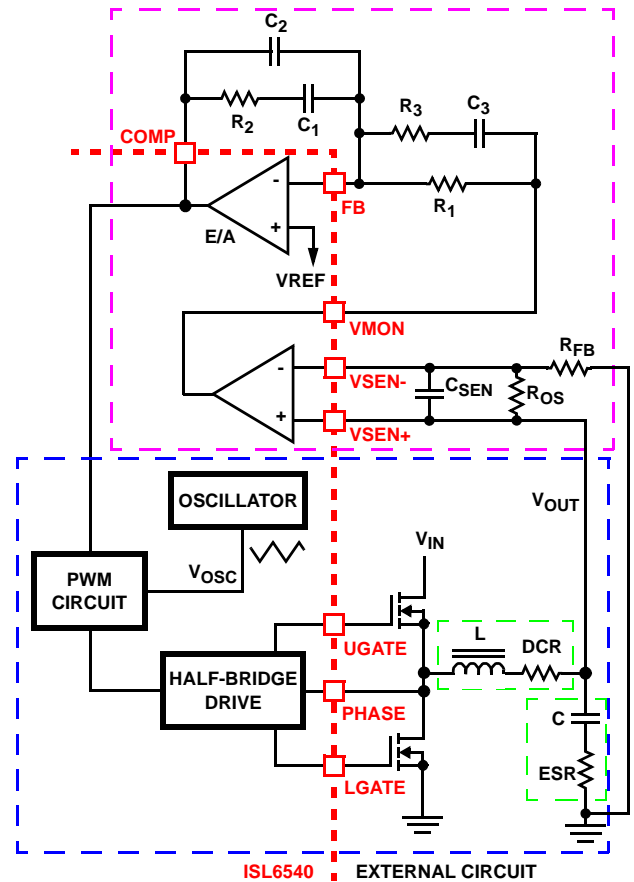 C2
R2
C1
R3
C3
COMP
-
+
E/A
FB
R1
VREF
VMON
RFB
-
+
VSEN-
CSEN
ROS
VSEN+
OSCILLATOR
VOUT
VIN
PWM
CIRCUIT
VOSC
UGATE
L
DCR
HALF-BRIDGE
DRIVE
PHASE
C
LGATE
ESR
ISL6540
EXTERNAL CIRCUIT